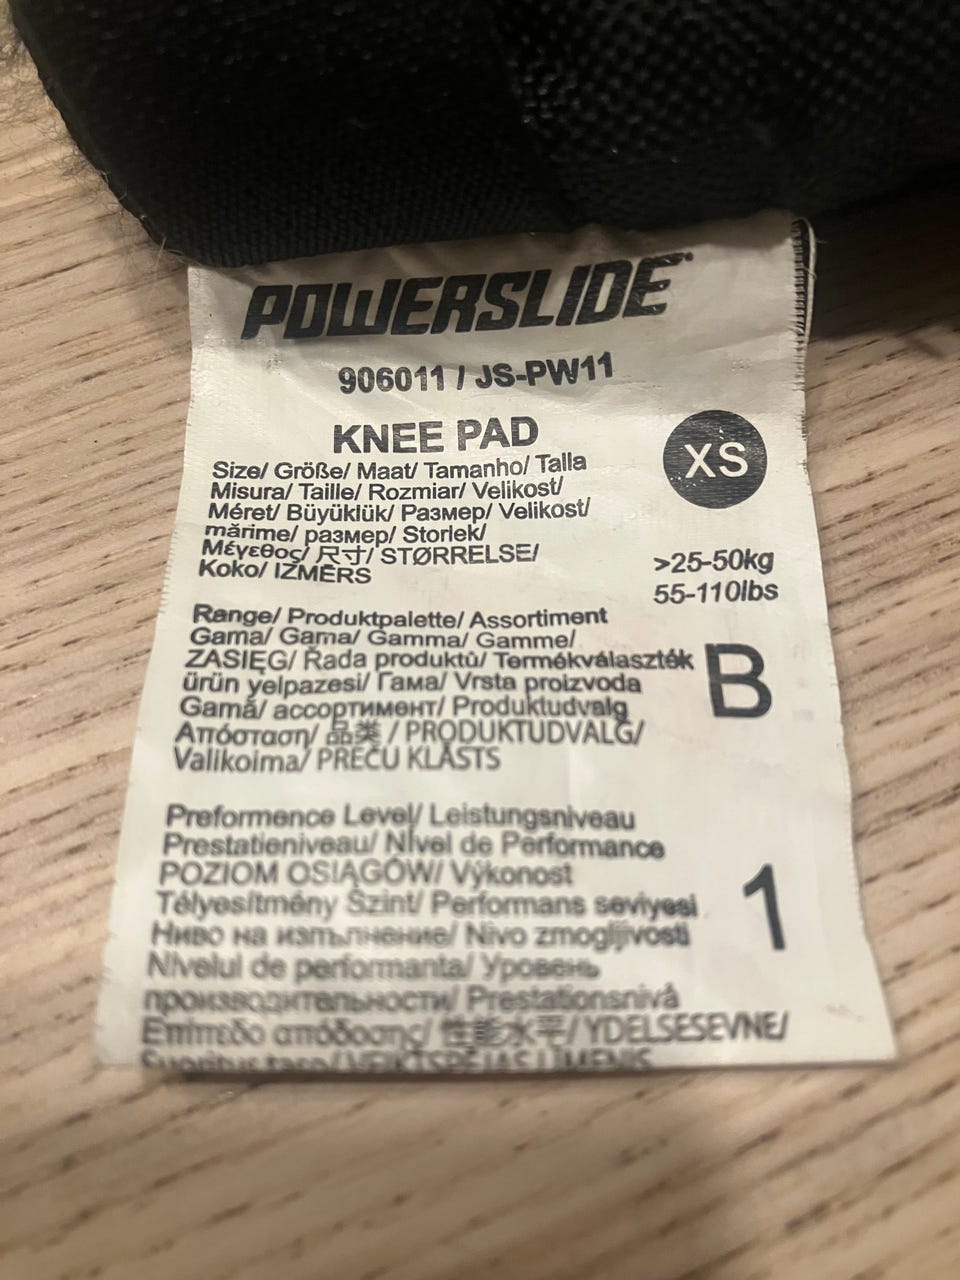 POWERSLIDE
906011 / JS-PW11
KNEE PAD
XS
Size/ Größe/ Maat/ Tamanho/ Talla
Misura/ Taille/ Rozmiar/ Velikost/
Méret/ Büyüklük/ Размер/ Velikost/
mărime/ размер/ Storlek/
Μέγεθος/ 尺寸/ STØRRELSE/
Koko/ IZMĒRS
>25-50kg
55-110lbs
Range/ Produktpalette/ Assortiment
Gama/ Gama/ Gamma/ Gamme/
ZASIĘG/ Řada produktů/ Termékválaszték
ürün yelpazesi/ Гама/ Vrsta proizvoda
Gamă/ ассортимент/ Produktudvalg
Απόσταση/ 品类 / PRODUKTUDVALG/
Valikoima/ PREČU KLĀSTS
B
Preformence Level/ Leistungsniveau
Prestatieniveau/ Nível de Performance
POZIOM OSIĄGÓW/ Výkonost
Télyesítmény Szint/ Performans seviyesi
Ниво на изпълнение/ Nivo zmogljivosti
Nivelul de performanta/ Уровень
производительности/ Prestationsnivå
Επίπεδο απόδοσης/ 性能水平/ YDELSESEVNE/
Suoritus taso/ VEIKTSPĒJAS LĪMENIS
1